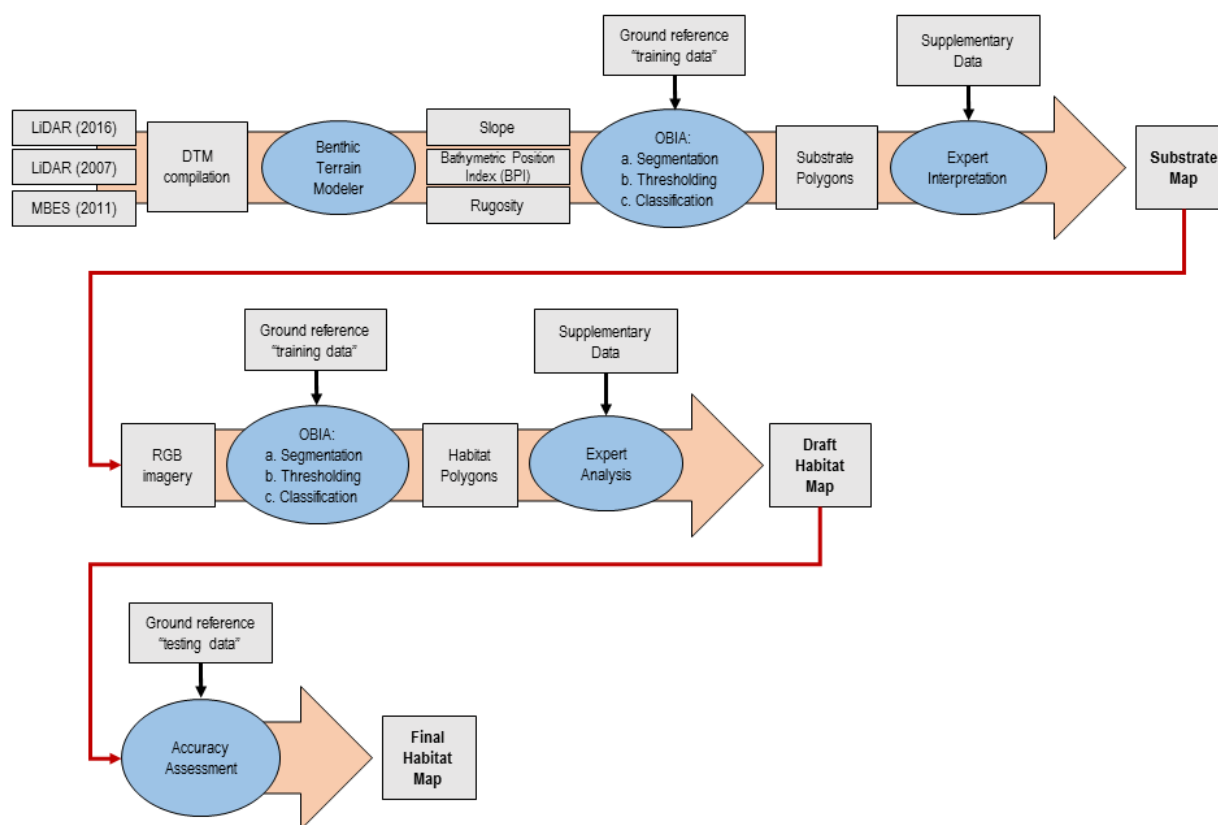 Ground reference
“training data”
Supplementary
Data
LiDAR (2016)
LiDAR (2007)
MBES (2011)
DTM
compilation
Benthic
Terrain
Modeler
Slope
Bathymetric Position
Index (BPI)
Rugosity
OBIA:
a. Segmentation
b. Thresholding
c. Classification
Substrate
Polygons
Expert
Interpretation
Substrate
Map
Ground reference
“training data”
Supplementary
Data
RGB
imagery
OBIA:
a. Segmentation
b. Thresholding
c. Classification
Habitat
Polygons
Expert
Analysis
Draft
Habitat
Map
Ground reference
“testing data”
Accuracy
Assessment
Final
Habitat
Map